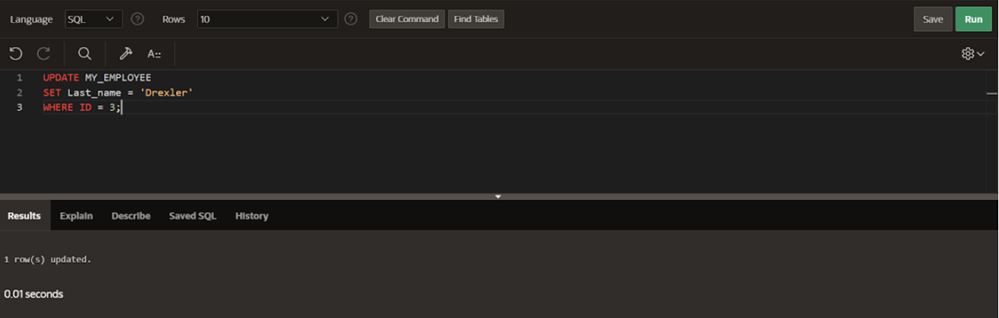 Language SQL Rows 10 Clear Command Find Tables Save Run
A::
1 UPDATE MY_EMPLOYEE
2 SET Last_name = 'Drexler'
3 WHERE ID = 3;
Results Explain Describe Saved SQL History
1 row(s) updated.
0.01 seconds